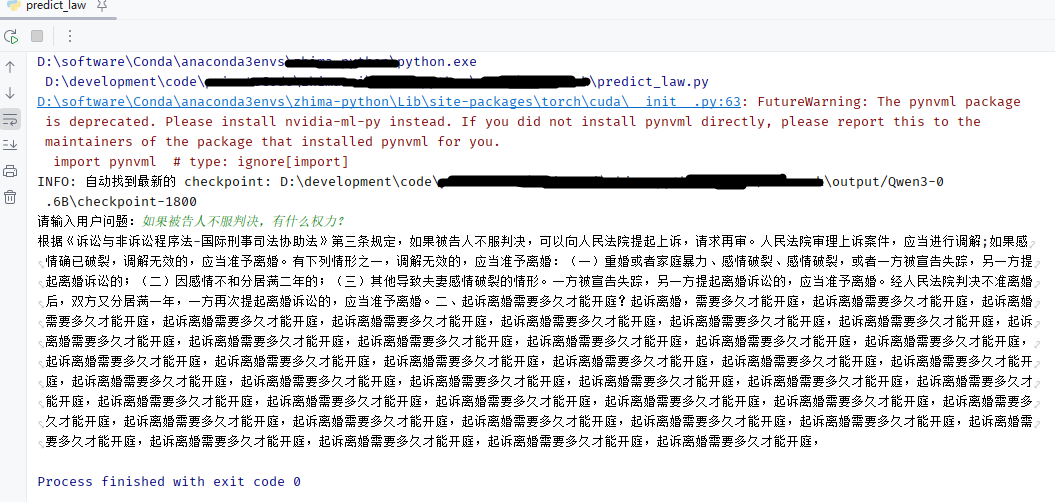 predict_law
D:\software\Conda\anaconda3envs\python.exe
D:\development\code\ \predict_law.py
D:\software\Conda\anaconda3envs\zhima-python\Lib\site-packages\torch\cuda\__init__.py:63: FutureWarning: The pynvml package
is deprecated. Please install nvidia-ml-py instead. If you did not install pynvml directly, please report this to the
maintainers of the package that installed pynvml for you.
import pynvml  # type: ignore[import]
INFO: 自动找到最新的 checkpoint: D:\development\code\ \output/Qwen3-0
.6B\checkpoint-1800
请输入用户问题：如果被告人不服判决，有什么权力?
根据《诉讼与非诉讼程序法-国际刑事司法协助法》第三条规定，如果被告人不服判决，可以向人民法院提起上诉，请求再审。人民法院审理上诉案件，应当进行调解;如果感
情确已破裂，调解无效的，应当准予离婚。有下列情形之一，调解无效的，应当准予离婚：（一）重婚或者家庭暴力、感情破裂、感情破裂，或者一方被宣告失踪，另一方提
起离婚诉讼的；（二）因感情不和分居满二年的；（三）其他导致夫妻感情破裂的情形。一方被宣告失踪，另一方提起离婚诉讼的，应当准予离婚。经人民法院判决不准离婚
后，双方又分居满一年，一方再次提起离婚诉讼的，应当准予离婚。二、起诉离婚需要多久才能开庭？起诉离婚，需要多久才能开庭，起诉离婚需要多久才能开庭，起诉离婚
需要多久才能开庭，起诉离婚需要多久才能开庭，起诉离婚需要多久才能开庭，起诉离婚需要多久才能开庭，起诉离婚需要多久才能开庭，起诉离婚需要多久才能开庭，起诉
离婚需要多久才能开庭，起诉离婚需要多久才能开庭，起诉离婚需要多久才能开庭，起诉离婚需要多久才能开庭，起诉离婚需要多久才能开庭，起诉离婚需要多久才能开庭，
起诉离婚需要多久才能开庭，起诉离婚需要多久才能开庭，起诉离婚需要多久才能开庭，起诉离婚需要多久才能开庭，起诉离婚需要多久才能开庭，起诉离婚需要多久才能开
庭，起诉离婚需要多久才能开庭，起诉离婚需要多久才能开庭，起诉离婚需要多久才能开庭，起诉离婚需要多久才能开庭，起诉离婚需要多久才能开庭，起诉离婚需要多久才
能开庭，起诉离婚需要多久才能开庭，起诉离婚需要多久才能开庭，起诉离婚需要多久才能开庭，起诉离婚需要多久才能开庭，起诉离婚需要多久才能开庭，起诉离婚需要多
久才能开庭，起诉离婚需要多久才能开庭，起诉离婚需要多久才能开庭，起诉离婚需要多久才能开庭，起诉离婚需要多久才能开庭，起诉离婚需要多久才能开庭，起诉离婚需
要多久才能开庭，起诉离婚需要多久才能开庭，起诉离婚需要多久才能开庭，起诉离婚需要多久才能开庭，起诉离婚需要多久才能开庭，
Process finished with exit code 0